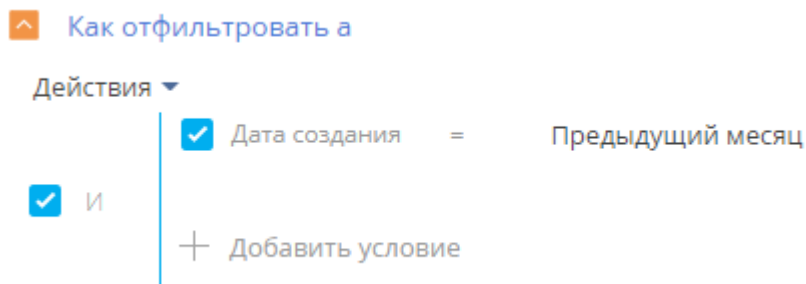 Как отфильтровать а
Действия
Дата создания = Предыдущий месяц
И
Добавить условие